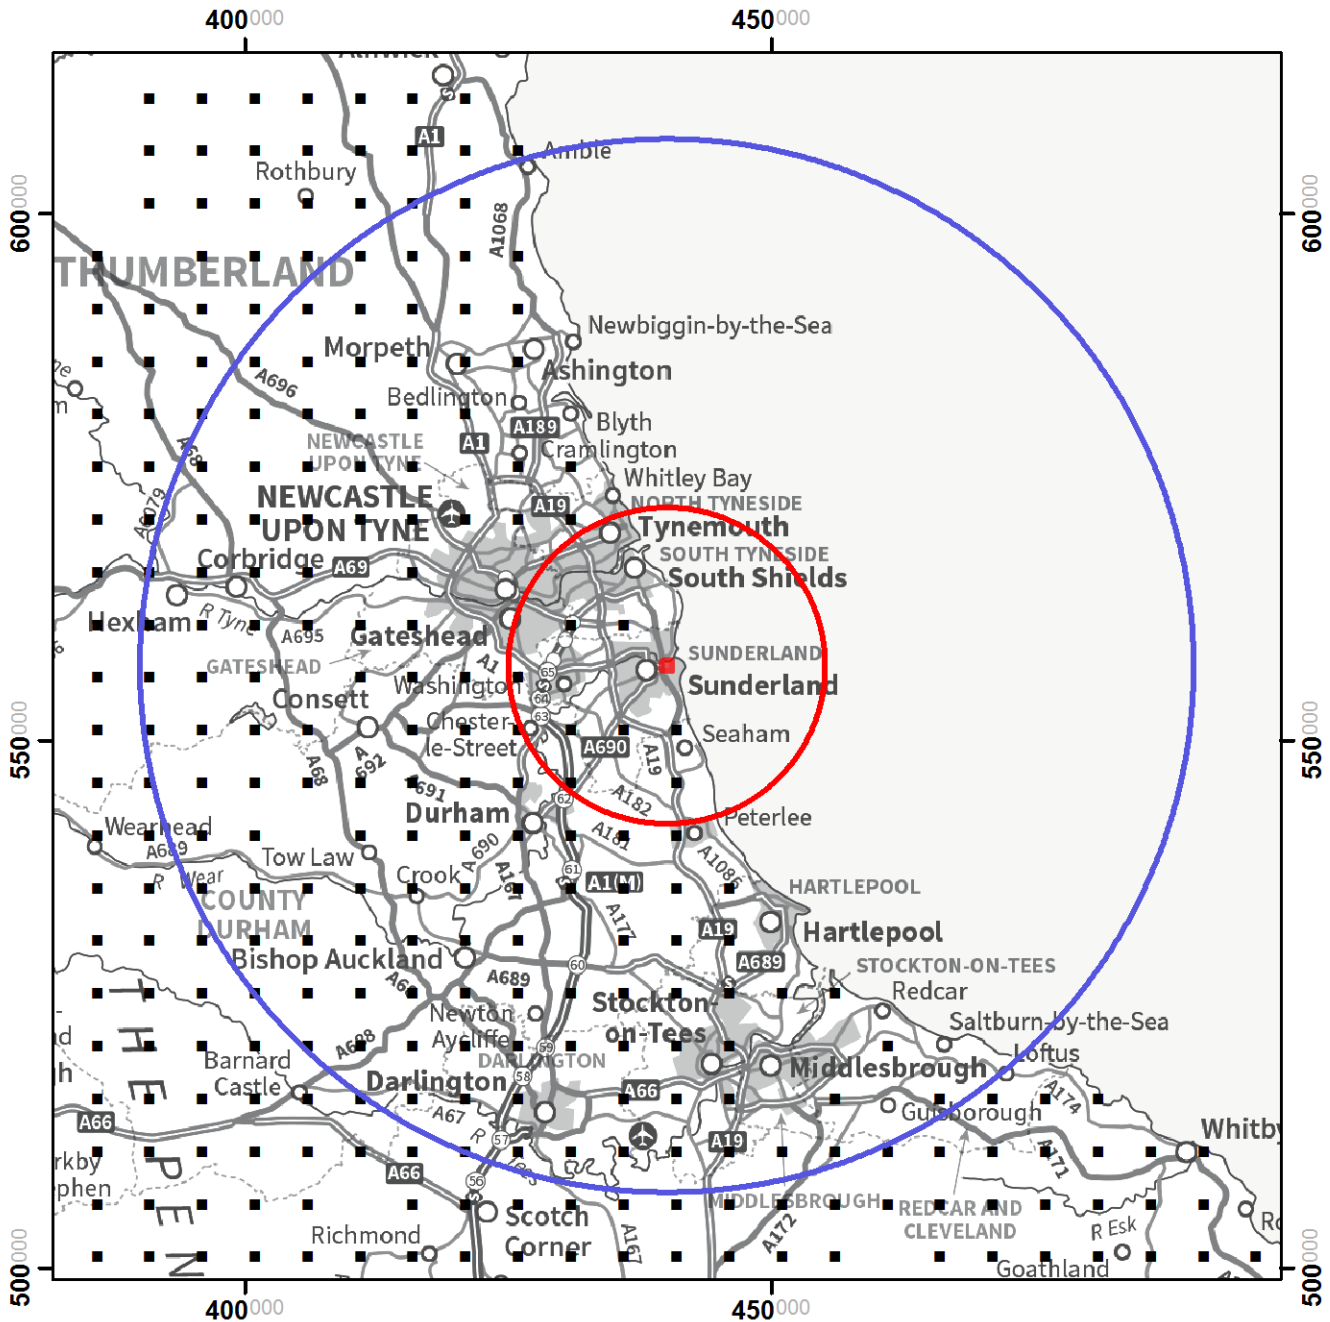 400000 450000
Alnwick
A1
Amble
Rothbury
600000 600000
A1068
THUMBERLAND
Newbiggin-by-the-Sea
Morpeth
Ashington
A696
Bedlington
Blyth
A189
NEWCASTLE
UPON TYNE
A1
Cramlington
A68
Whitley Bay
NEWCASTLE
UPON TYNE
A19
NORTH TYNESIDE
Tynemouth
A6079
SOUTH TYNESIDE
Corbridge
A69
South Shields
Hexham
R Tyne
A695
Gateshead
GATESHEAD
A1
65
SUNDERLAND
Sunderland
Washington
64
Consett
63
Chester-
le-Street
A690
A19
Seaham
550000 550000
A692
A68
A691
62
A182
Durham
Peterlee
Wearhead
A689
A690
A181
Tow Law
A167
61
A1086
R Wear
Crook
A1(M)
HARTLEPOOL
COUNTY
DURHAM
A177
A19
Hartlepool
Bishop Auckland
A689
60
A689
STOCKTON-ON-TEES
Redcar
Stockton-
on-Tees
Newton
Aycliffe
Saltburn-by-the-Sea
A688
59
DARLINGTON
Loftus
Barnard
Castle
Darlington
58
A66
Middlesbrough
A174
A66
A67
Guisborough
57
R Tees
A19
Whitby
A171
rkby
phen
A66
56
MIDDLESBROUGH
REDCAR AND
CLEVELAND
Richmond
Scotch
Corner
A167
A172
R Esk
Goathland
THE PEN
500000 500000
400000 450000